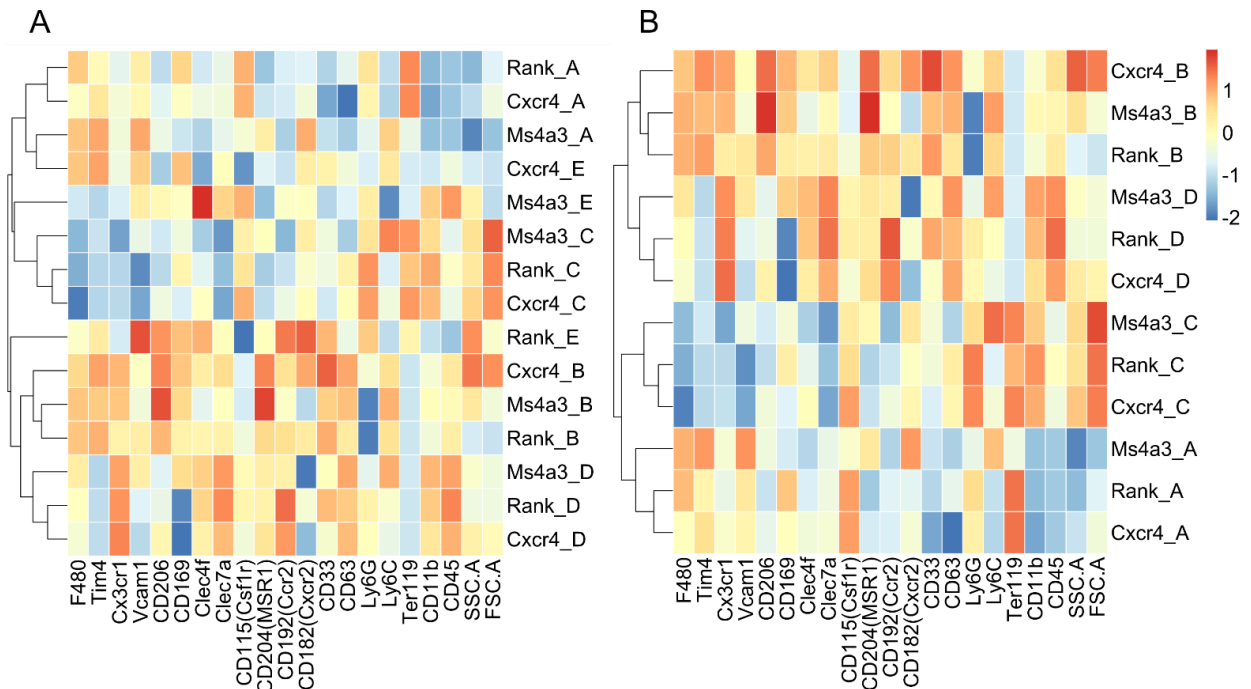 A
Rank_A
Cxcr4_A
Ms4a3_A
Cxcr4_E
Ms4a3_E
Ms4a3_C
Rank_C
Cxcr4_C
Rank_E
Cxcr4_B
Ms4a3_B
Rank_B
Ms4a3_D
Rank_D
Cxcr4_D
F480
Tim4
Cx3cr1
Vcam1
CD206
CD169
Clec4f
Clec7a
CD115(Csf1r)
CD204(MSR1)
CD192(Ccr2)
CD182(Cxcr2)
CD33
CD63
Ly6G
Ly6C
Ter119
CD11b
CD45
SSC.A
FSC.A
B
Cxcr4_B
Ms4a3_B
Rank_B
Ms4a3_D
Rank_D
Cxcr4_D
Ms4a3_C
Rank_C
Cxcr4_C
Ms4a3_A
Rank_A
Cxcr4_A
F480
Tim4
Cx3cr1
Vcam1
CD206
CD169
Clec4f
Clec7a
CD115(Csf1r)
CD204(MSR1)
CD192(Ccr2)
CD182(Cxcr2)
CD33
CD63
Ly6G
Ly6C
Ter119
CD11b
CD45
SSC.A
FSC.A
1
0
-1
-2